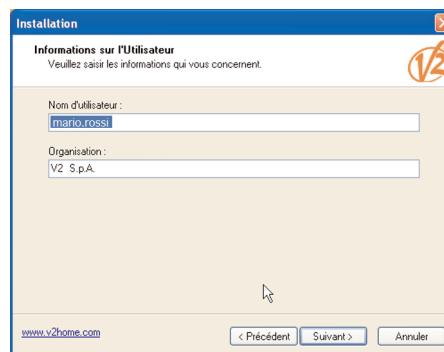 Installation
Informations sur l'Utilisateur
Veuillez saisir les informations qui vous concernent.
V2
Nom d'utilisateur :
mario.rossi
Organisation :
V2 S.p.A.
www.v2home.com
< Précédent
Suivant >
Annuler